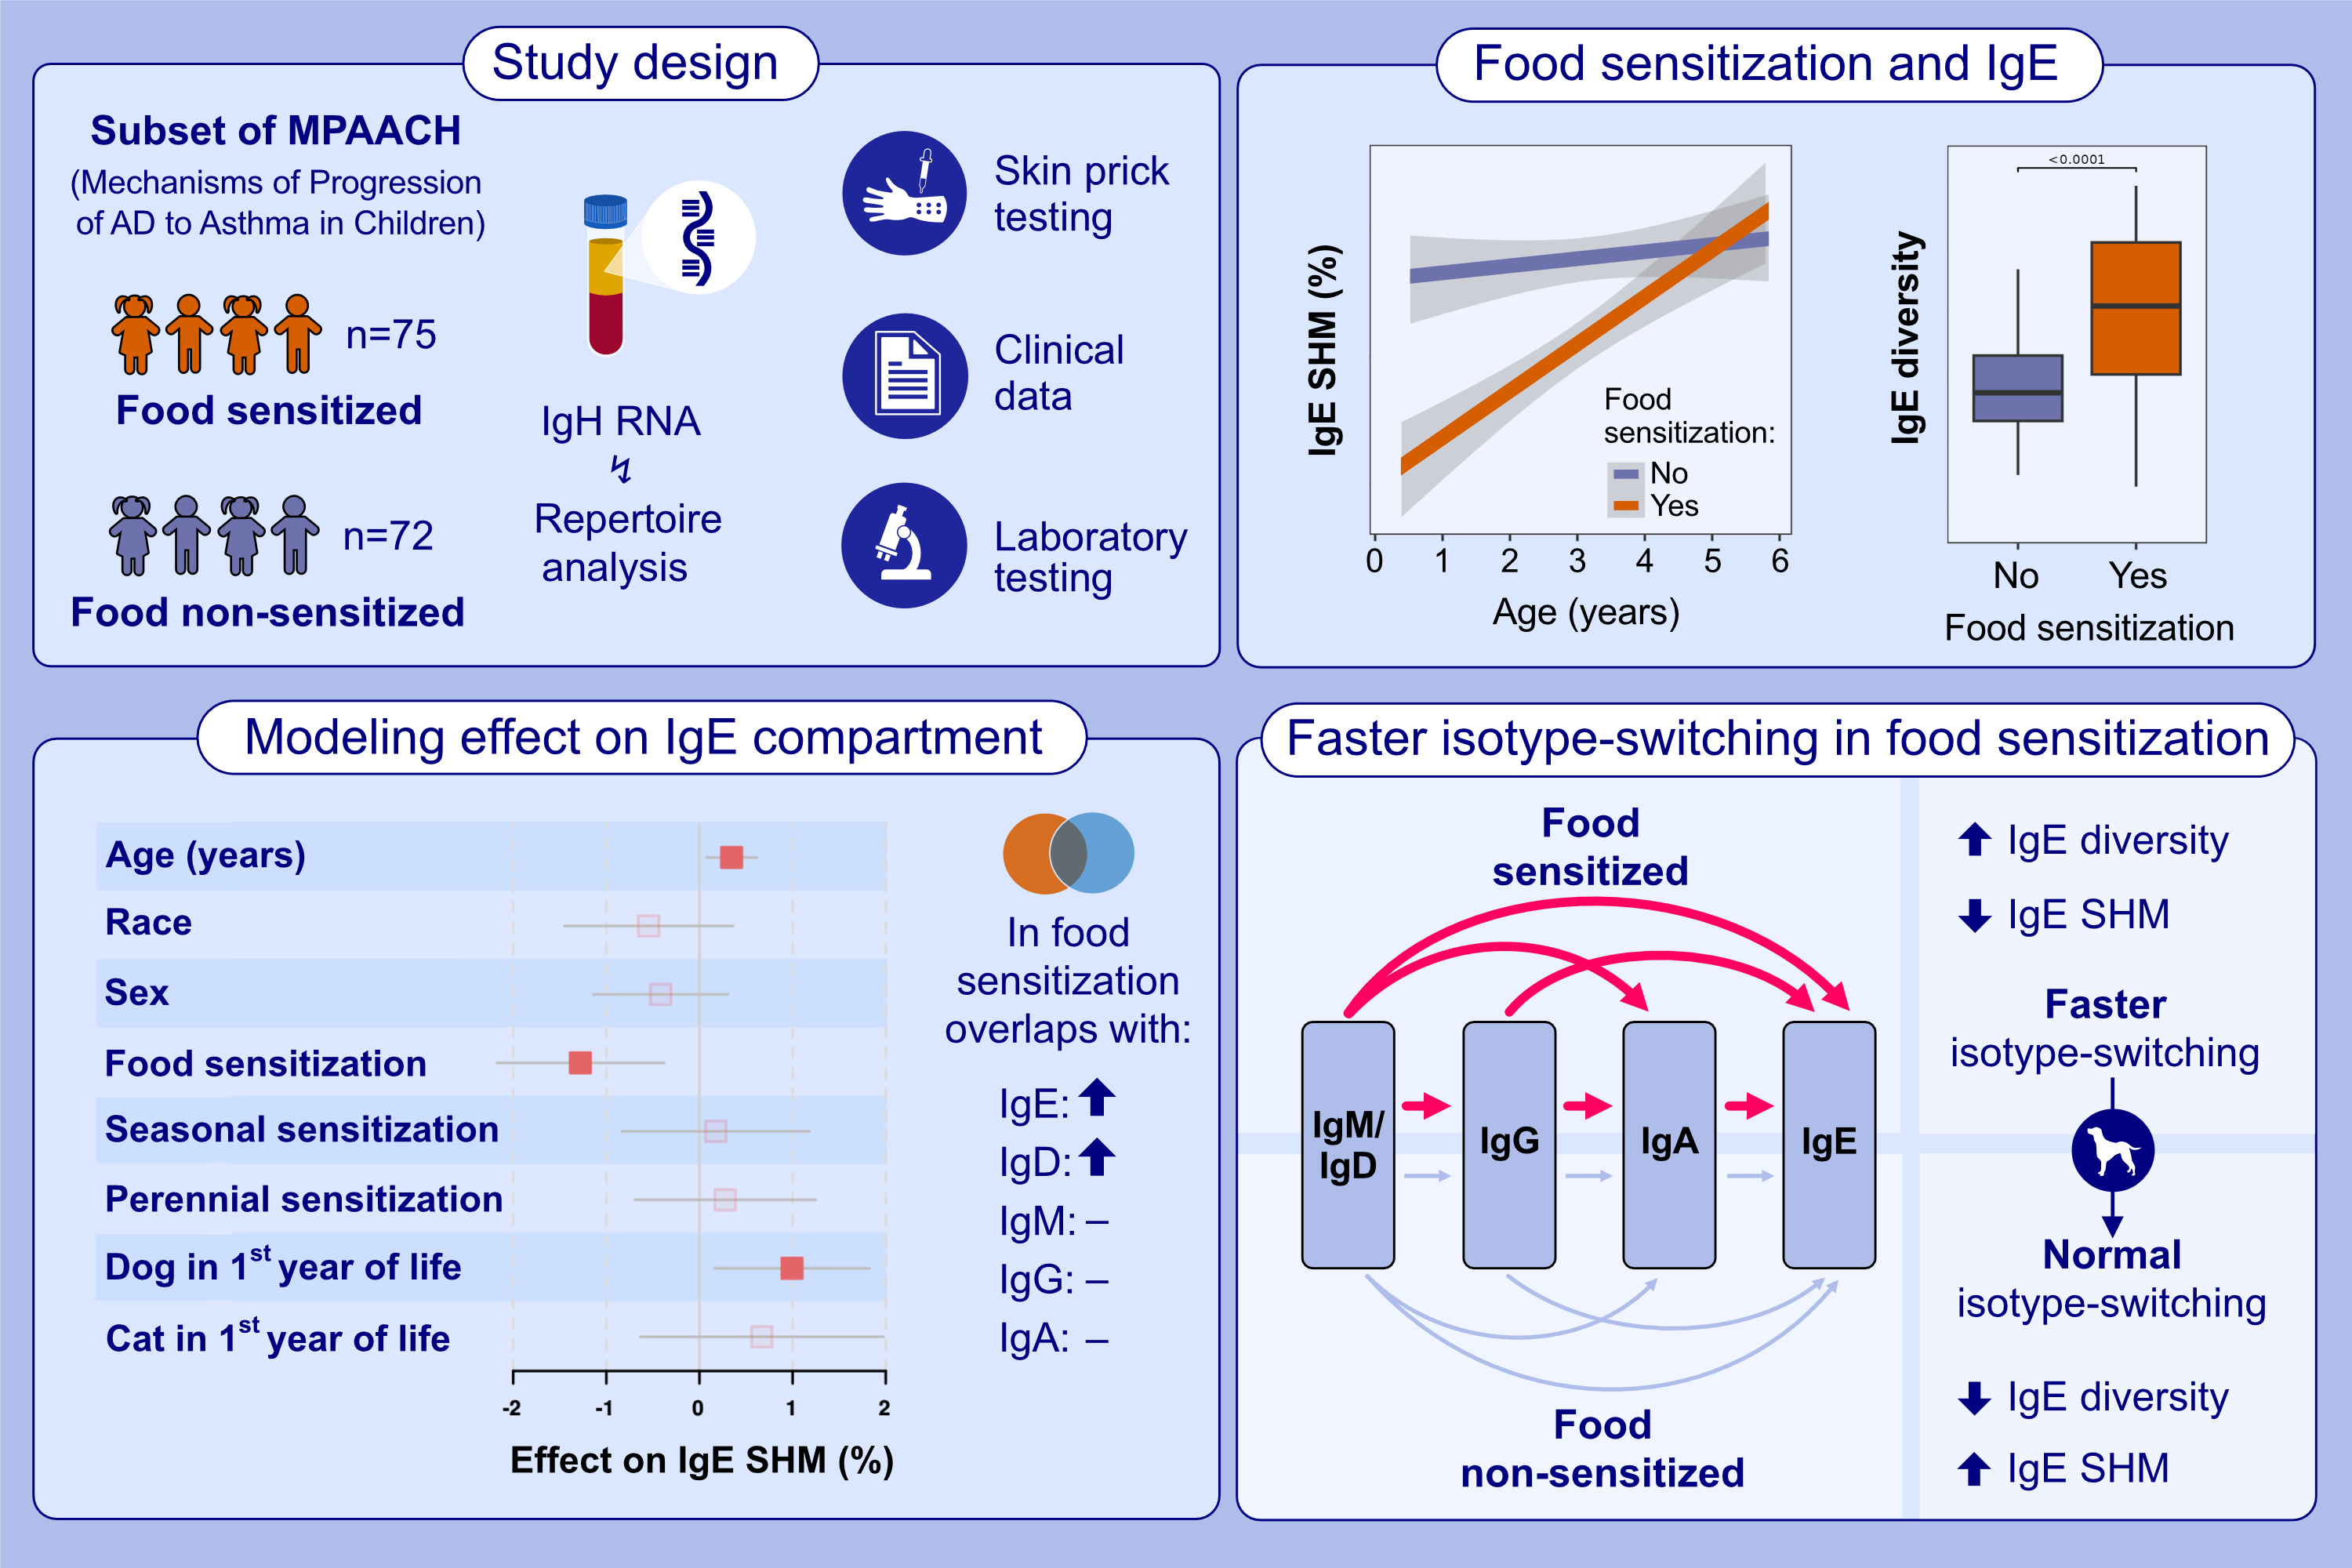 Study design
Subset of MPAACH
(Mechanisms of Progression
of AD to Asthma in Children)
n=75
Food sensitized
n=72
Food non-sensitized
IgH RNA
↯
Repertoire
analysis
Skin prick
testing
Clinical
data
Laboratory
testing
Food sensitization and IgE
IgE SHM (%)
Food
sensitization:
No
Yes
0 1 2 3 4 5 6
Age (years)
IgE diversity
<0.0001
No Yes
Food sensitization
Modeling effect on IgE compartment
Age (years)
Race
Sex
Food sensitization
Seasonal sensitization
Perennial sensitization
Dog in 1st year of life
Cat in 1st year of life
-2 -1 0 1 2
Effect on IgE SHM (%)
In food
sensitization
overlaps with:
IgE: ⬆
IgD: ⬆
IgM: –
IgG: –
IgA: –
Faster isotype-switching in food sensitization
Food
sensitized
IgM/
IgD
IgG
IgA
IgE
Food
non-sensitized
⬆ IgE diversity
⬇ IgE SHM
Faster
isotype-switching
Normal
isotype-switching
⬇ IgE diversity
⬆ IgE SHM